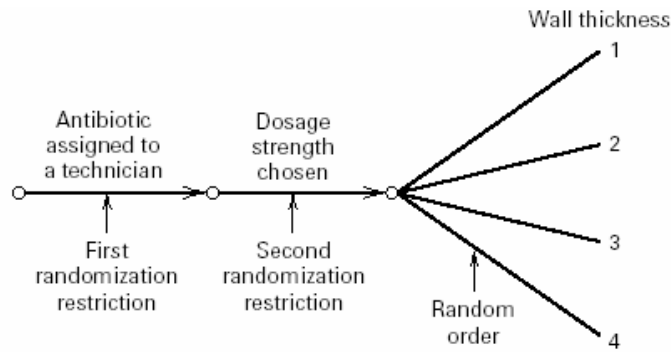 Wall thickness
1
Antibiotic
assigned to
a technician
Dosage
strength
chosen
2
First
randomization
restriction
Second
randomization
restriction
3
Random
order
4